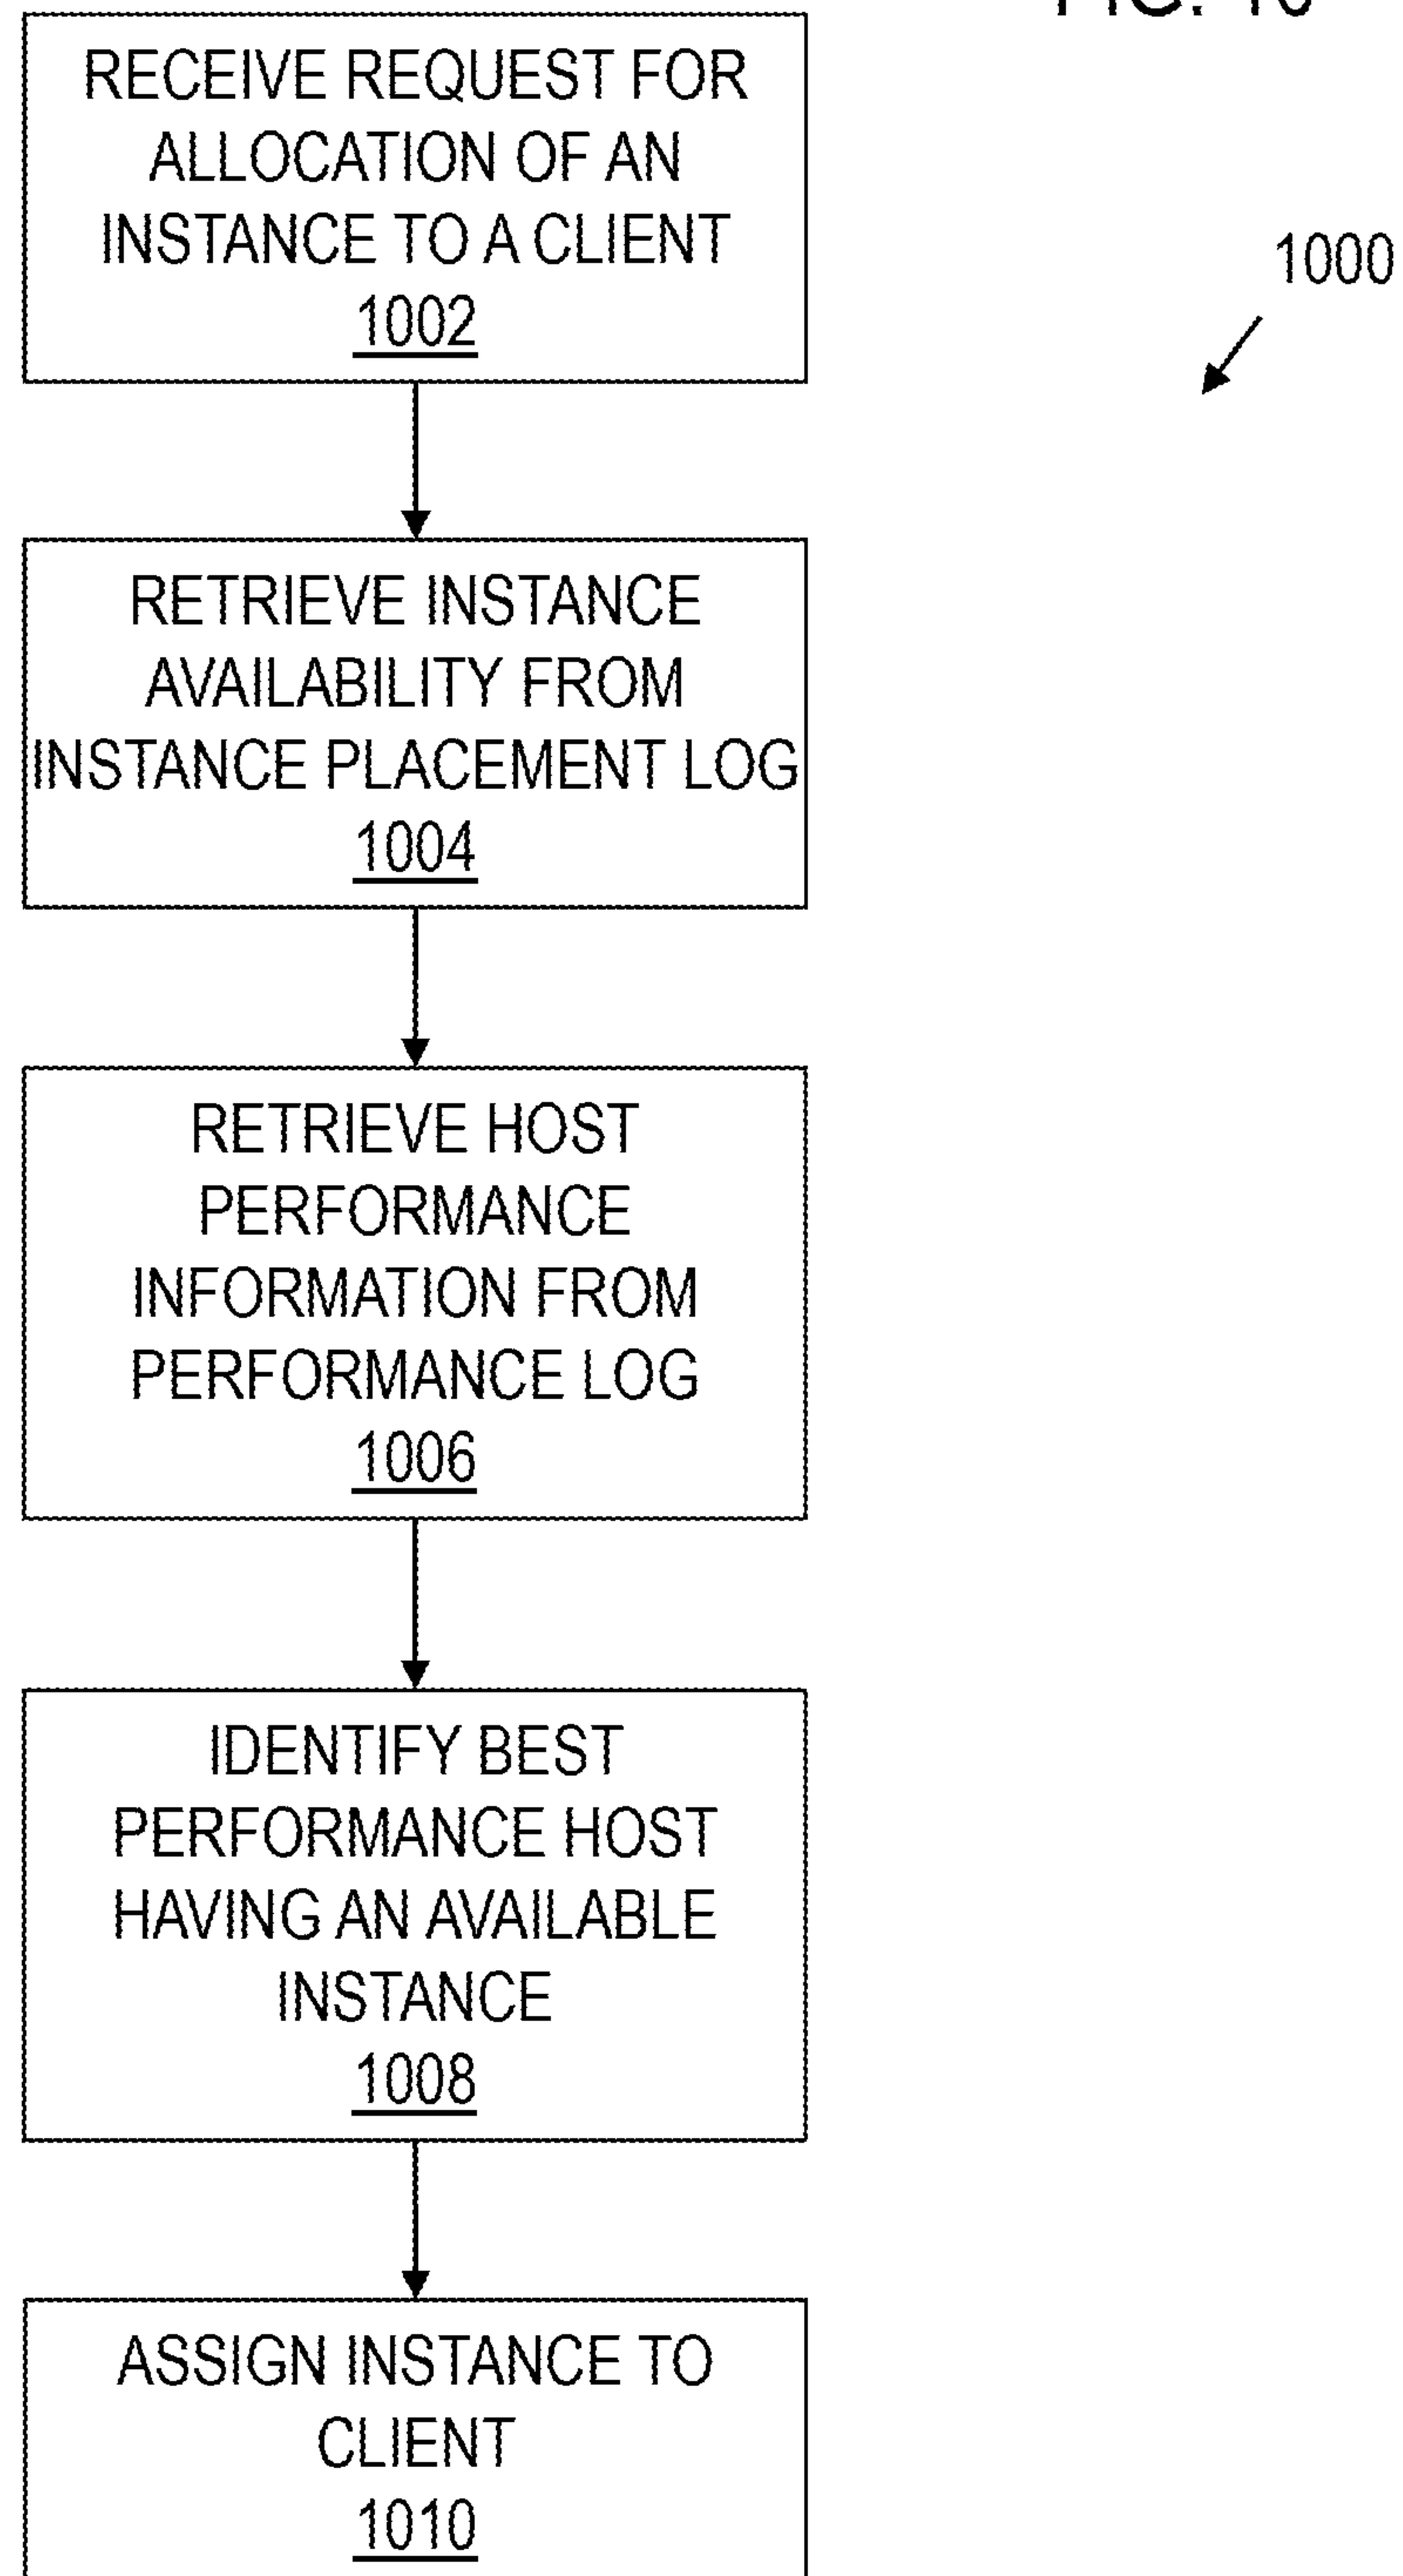 FIG. 10
RECEIVE REQUEST FOR
ALLOCATION OF AN
INSTANCE TO A CLIENT
1002
1000
RETRIEVE INSTANCE
AVAILABILITY FROM
INSTANCE PLACEMENT LOG
1004
RETRIEVE HOST
PERFORMANCE
INFORMATION FROM
PERFORMANCE LOG
1006
IDENTIFY BEST
PERFORMANCE HOST
HAVING AN AVAILABLE
INSTANCE
1008
ASSIGN INSTANCE TO
CLIENT
1010